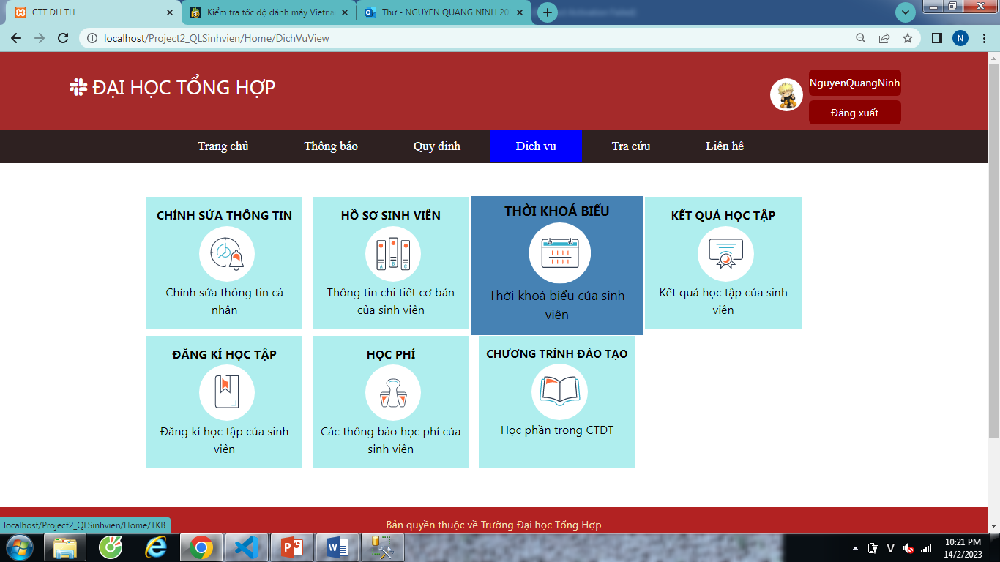 CTT ĐH TH
Kiểm tra tốc độ đánh máy Vietna
Thư - NGUYEN QUANG NINH 20
localhost/Project2_QLSinhvien/Home/DichVuView
N
ĐẠI HỌC TỔNG HỢP
NguyenQuangNinh
Đăng xuất
Trang chủ
Thông báo
Quy định
Dịch vụ
Tra cứu
Liên hệ
CHỈNH SỬA THÔNG TIN
Chỉnh sửa thông tin cá
nhân
HỒ SƠ SINH VIÊN
A B C
Thông tin chi tiết cơ bản
của sinh viên
THỜI KHOÁ BIỂU
Thời khoá biểu của sinh
viên
KẾT QUẢ HỌC TẬP
Kết quả học tập của sinh
viên
ĐĂNG KÍ HỌC TẬP
Đăng kí học tập của sinh
viên
HỌC PHÍ
Các thông báo học phí của
sinh viên
CHƯƠNG TRÌNH ĐÀO TẠO
Học phần trong CTDT
localhost/Project2_QLSinhvien/Home/TKB
Bản quyền thuộc về Trường Đại học Tổng Hợp
V
10:21 PM
14/2/2023